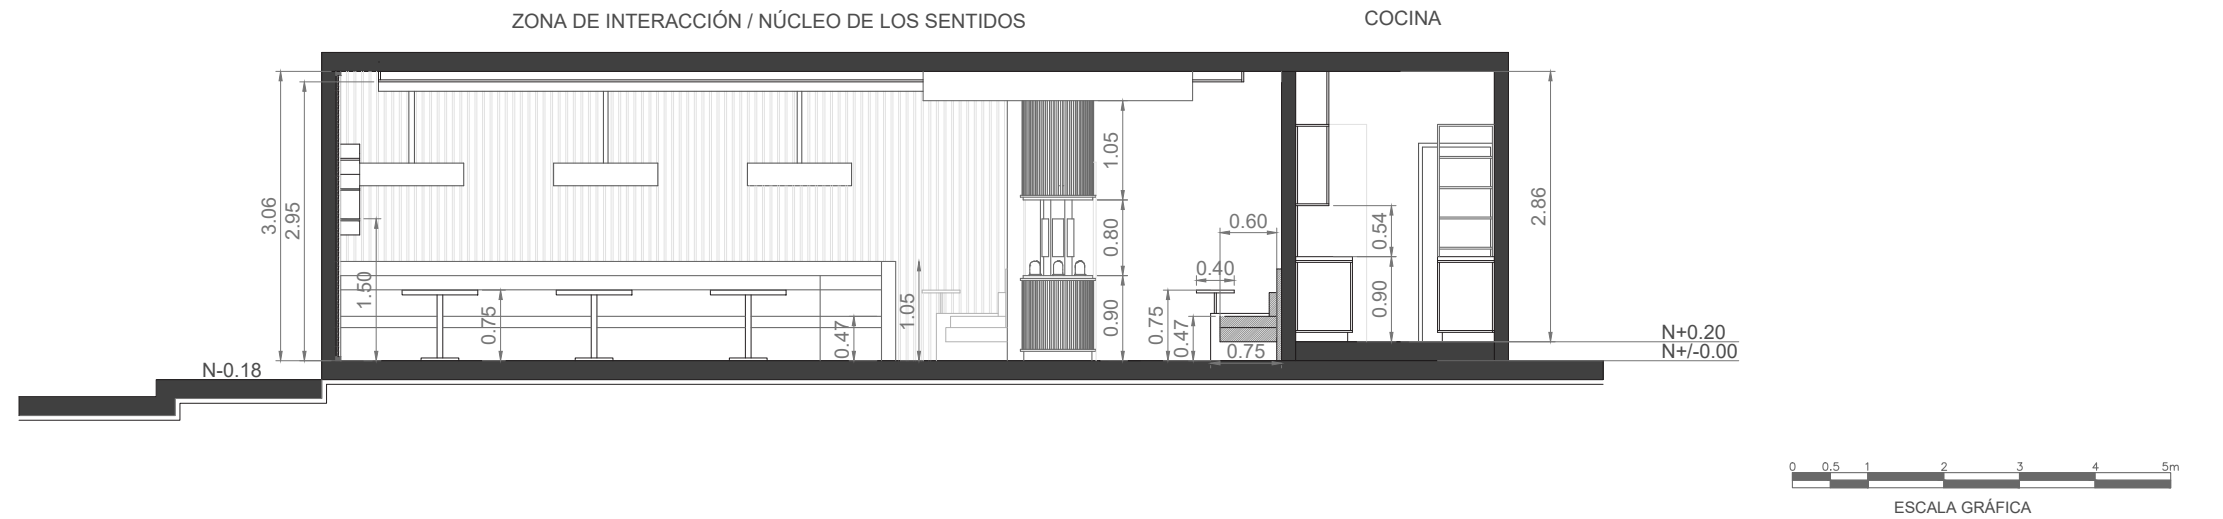 ZONA DE INTERACCIÓN / NÚCLEO DE LOS SENTIDOS
COCINA
3.06
2.95
1.50
0.75
0.47
1.05
1.05
0.80
0.90
0.60
0.40
0.75
0.47
0.75
0.54
0.90
2.86
N+0.20
N+/-0.00
N-0.18
0 0.5 1 2 3 4 5m
ESCALA GRÁFICA